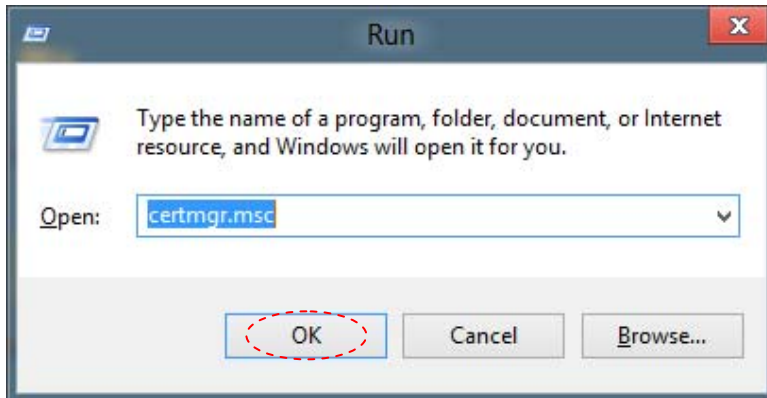 Run
Type the name of a program, folder, document, or Internet
resource, and Windows will open it for you.
Open: certmgr.msc
OK Cancel Browse...